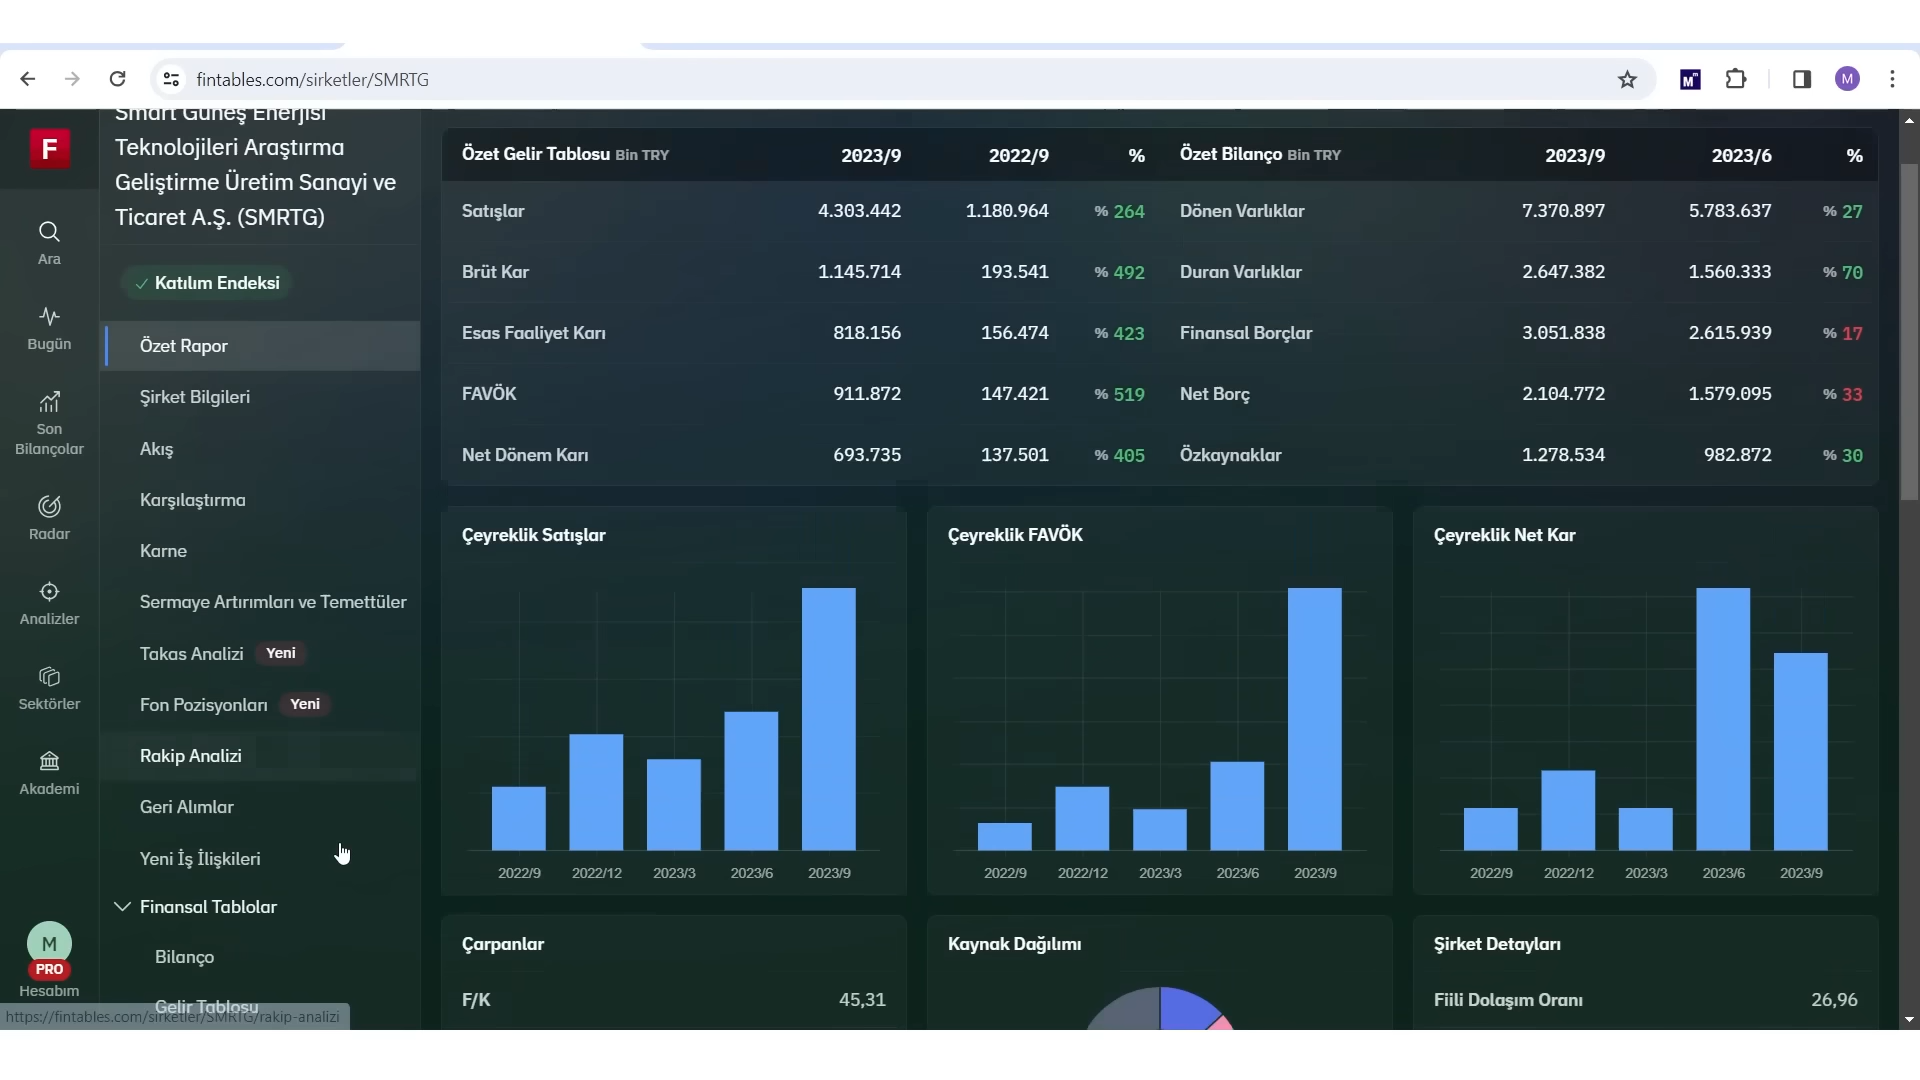 fintables.com/sirketler/SMRTG
M
M
F
Ara
Bugün
Son
Bilançolar
Radar
Analizler
Sektörler
Akademi
M
PRO
Hesabım
Smart Güneş Enerjisi
Teknolojileri Araştırma
Geliştirme Üretim Sanayi ve
Ticaret A.Ş. (SMRTG)
Katılım Endeksi
Özet Rapor
Şirket Bilgileri
Akış
Karşılaştırma
Karne
Sermaye Artırımları ve Temettüler
Takas Analizi Yeni
Fon Pozisyonları Yeni
Rakip Analizi
Geri Alımlar
Yeni İş İlişkileri
Finansal Tablolar
Bilanço
Gelir Tablosu
https://fintables.com/sirketler/SMRTG/rakip-analizi
Özet Gelir Tablosu Bin TRY 2023/9 2022/9 %
Satışlar 4.303.442 1.180.964 % 264
Brüt Kar 1.145.714 193.541 % 492
Esas Faaliyet Karı 818.156 156.474 % 423
FAVÖK 911.872 147.421 % 519
Net Dönem Karı 693.735 137.501 % 405
Özet Bilanço Bin TRY 2023/9 2023/6 %
Dönen Varlıklar 7.370.897 5.783.637 % 27
Duran Varlıklar 2.647.382 1.560.333 % 70
Finansal Borçlar 3.051.838 2.615.939 % 17
Net Borç 2.104.772 1.579.095 % 33
Özkaynaklar 1.278.534 982.872 % 30
Çeyreklik Satışlar
2022/9 2022/12 2023/3 2023/6 2023/9
Çeyreklik FAVÖK
2022/9 2022/12 2023/3 2023/6 2023/9
Çeyreklik Net Kar
2022/9 2022/12 2023/3 2023/6 2023/9
Çarpanlar
F/K 45,31
Kaynak Dağılımı
Şirket Detayları
Fiili Dolaşım Oranı 26,96